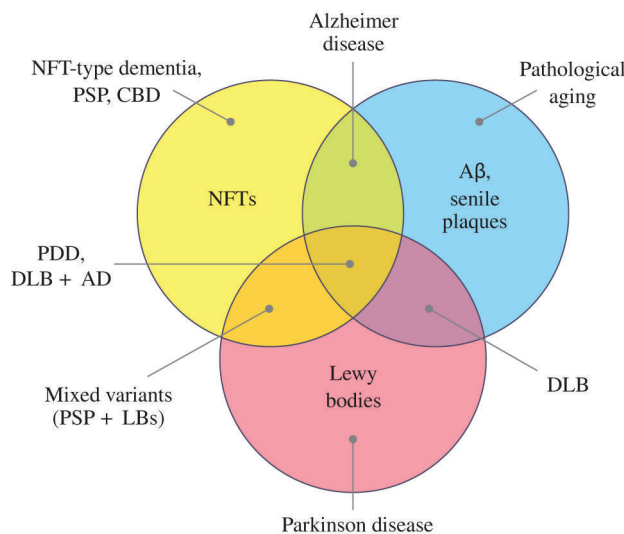 Alzheimer
disease
NFT-type dementia,
PSP, CBD
Pathological
aging
NFTs
Aβ,
senile
plaques
PDD,
DLB + AD
Mixed variants
(PSP + LBs)
Lewy
bodies
DLB
Parkinson disease